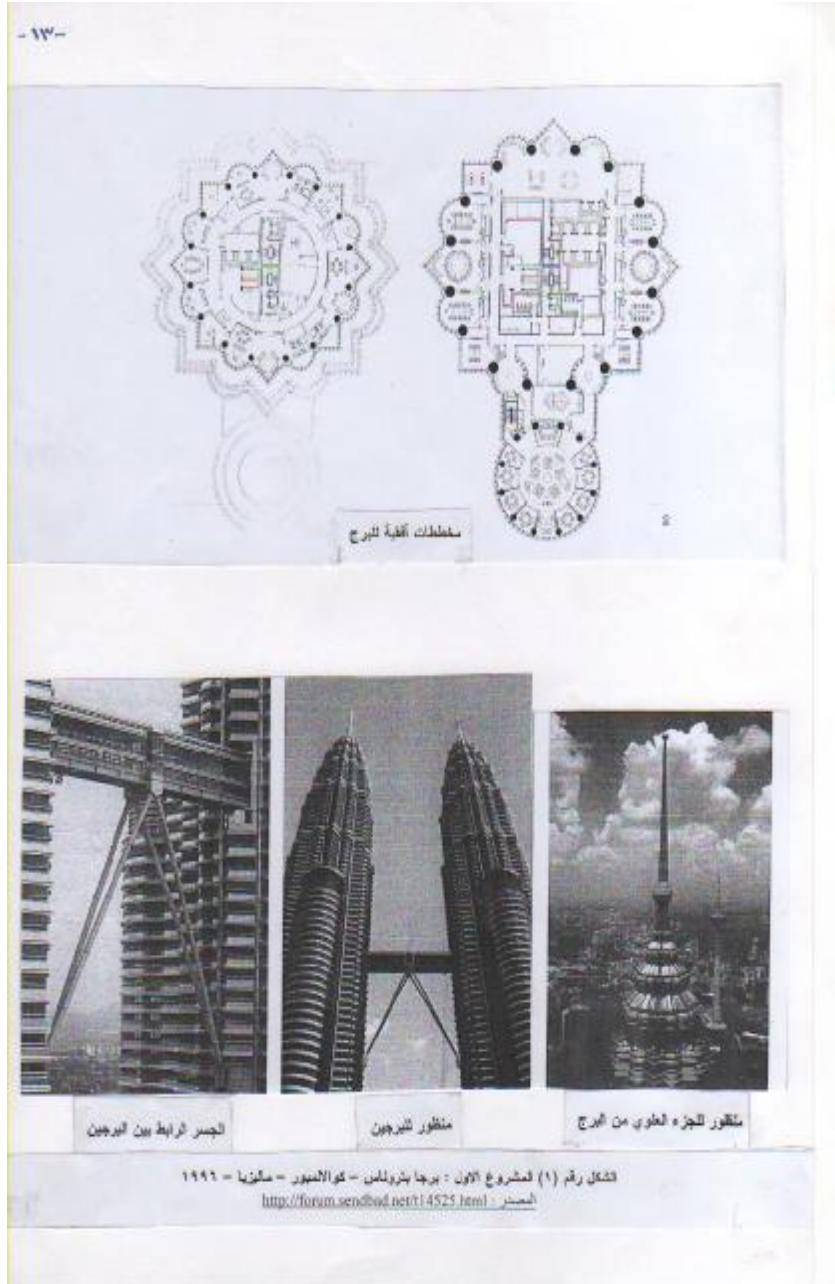 -١٣-
مخططات أفقية للبرج
منظور للجزء العلوي من البرج
منظور للبرجين
الجسر الرابط بين البرجين
الشكل رقم (١) المشروع الاول : برجا بتروناس – كوالالمبور – ماليزيا – ١٩٩٦
المصدر : http://forum.sendbad.net/t14525.html